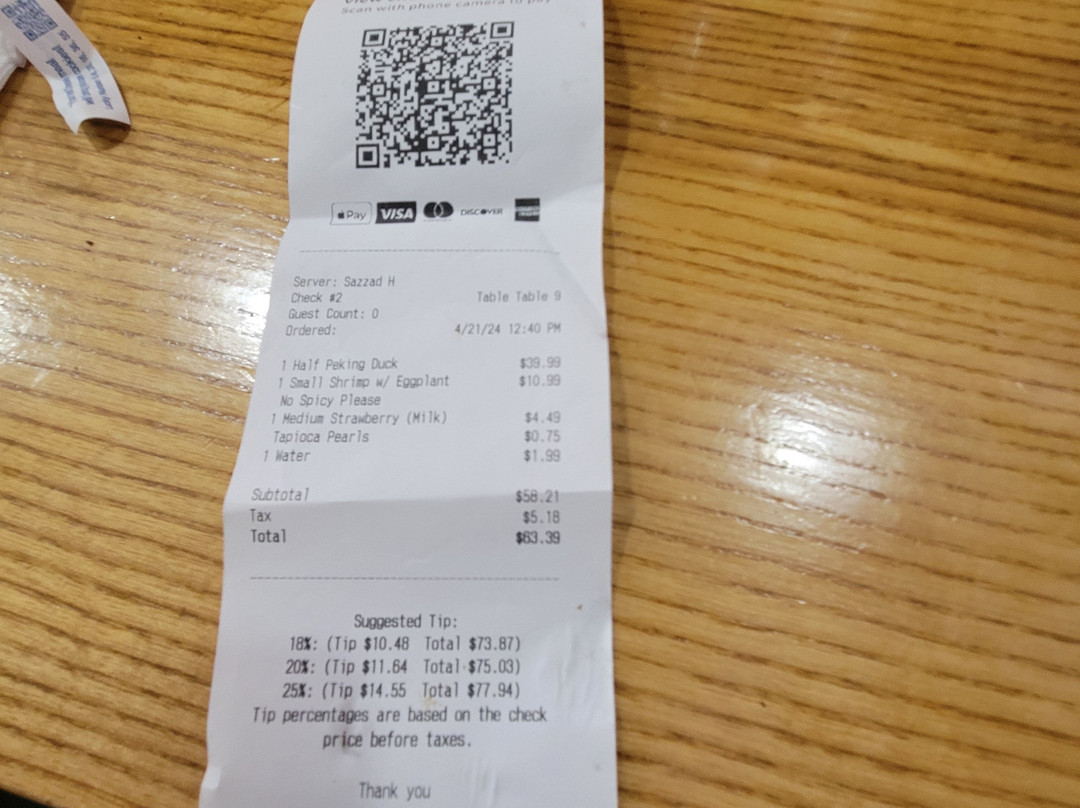 Scan with phone camera to pay
Pay VISA DISCOVER
Server: Sazzad H
Check #2 Table Table 9
Guest Count: 0
Ordered: 4/21/24 12:40 PM
1 Half Peking Duck $39.99
1 Small Shrimp w/ Eggplant $10.99
No Spicy Please
1 Medium Strawberry (Milk) $4.49
Tapioca Pearls $0.75
1 Water $1.99
Subtotal $58.21
Tax $5.18
Total $63.39
Suggested Tip:
18%: (Tip $10.48 Total $73.87)
20%: (Tip $11.64 Total $75.03)
25%: (Tip $14.55 Total $77.94)
Tip percentages are based on the check
price before taxes.
Thank you